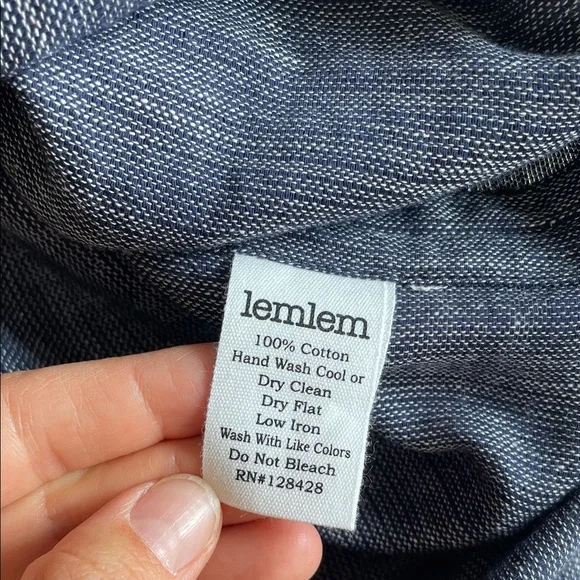 lemlem
100% Cotton
Hand Wash Cool or
Dry Clean
Dry Flat
Low Iron
Wash With Like Colors
Do Not Bleach
RN#128428